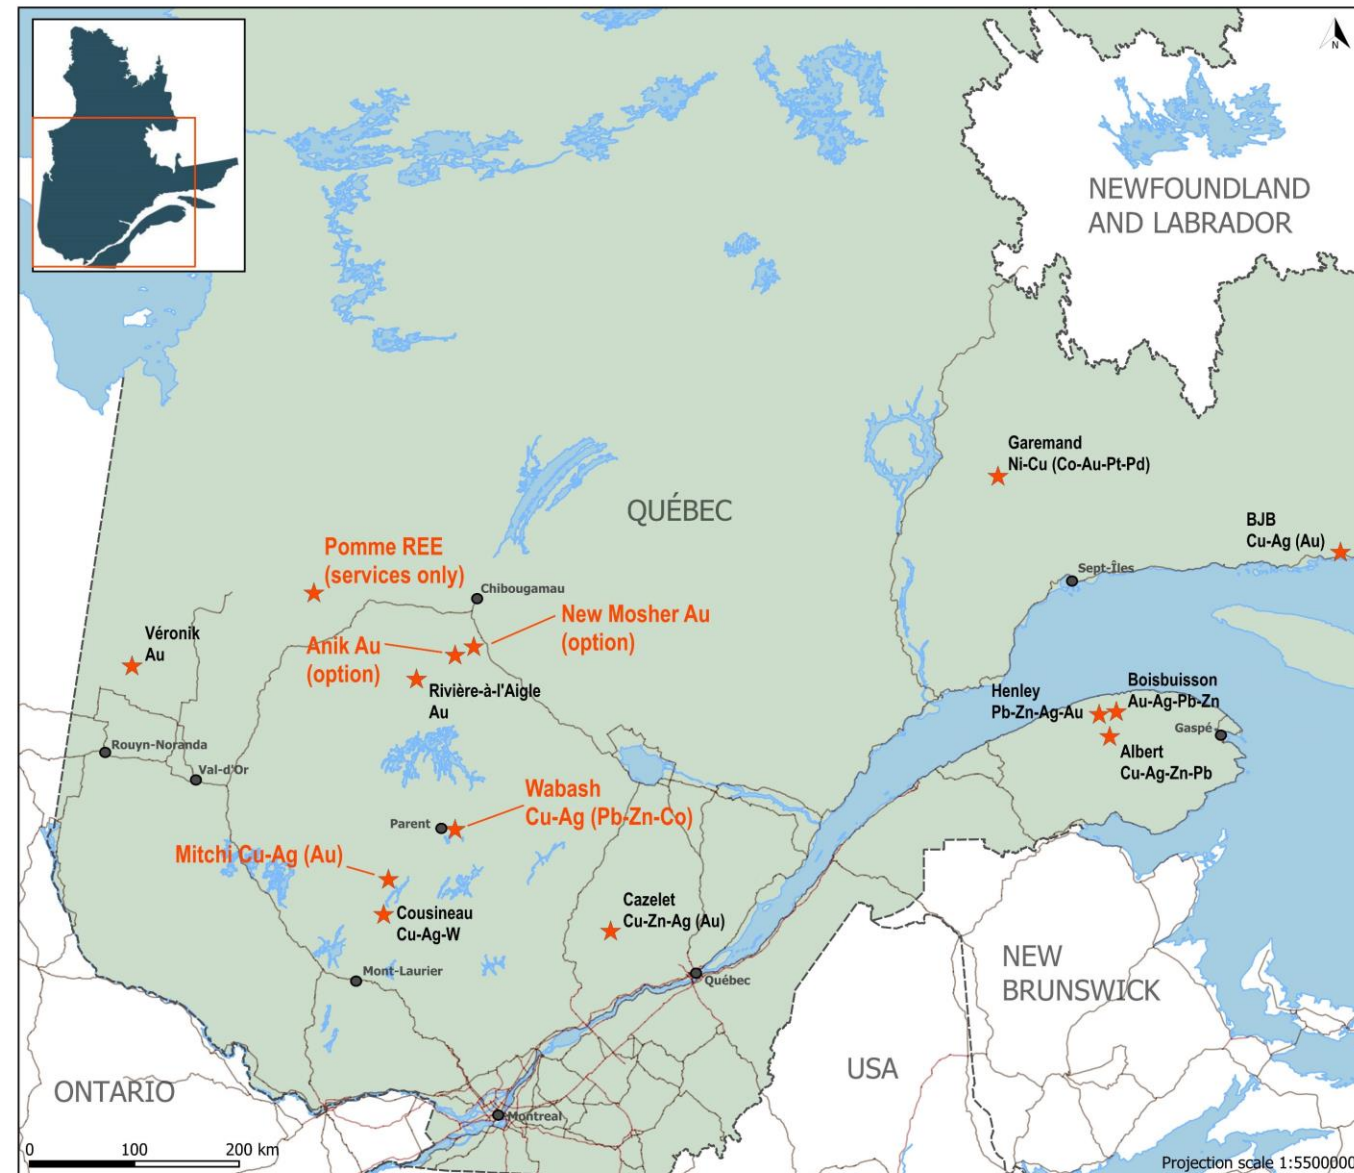 N
NEWFOUNDLAND
AND LABRADOR
Garemand
Ni-Cu (Co-Au-Pt-Pd)
QUÉBEC
BJB
Cu-Ag (Au)
Pomme REE
(services only)
Sept-Îles
Chibougamau
New Mosher Au
(option)
Véronik
Au
Anik Au
(option)
Rivière-à-l'Aigle
Au
Henley
Pb-Zn-Ag-Au
Boisbuisson
Au-Ag-Pb-Zn
Gaspé
Albert
Cu-Ag-Zn-Pb
Rouyn-Noranda
Val-d'Or
Wabash
Cu-Ag (Pb-Zn-Co)
Parent
Mitchi Cu-Ag (Au)
Cousineau
Cu-Ag-W
Cazelet
Cu-Zn-Ag (Au)
Mont-Laurier
Québec
NEW
BRUNSWICK
USA
ONTARIO
Montreal
0 100 200 km
Projection scale 1:5500000